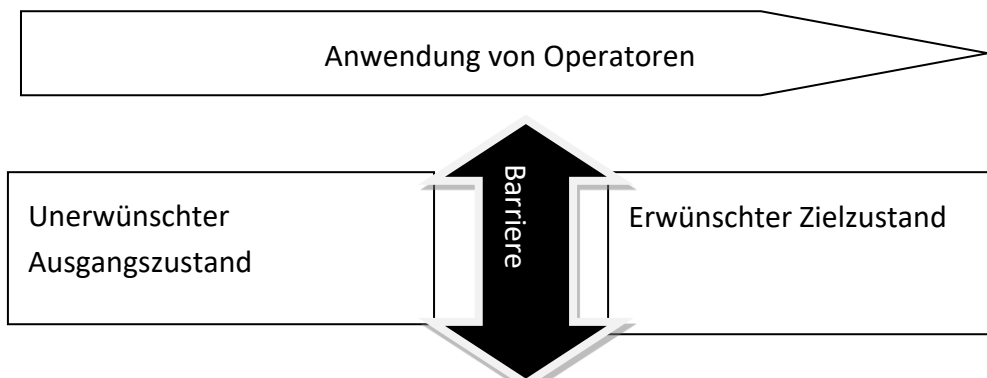 Anwendung von Operatoren
Unerwünschter
Ausgangszustand
Barriere
Erwünschter Zielzustand